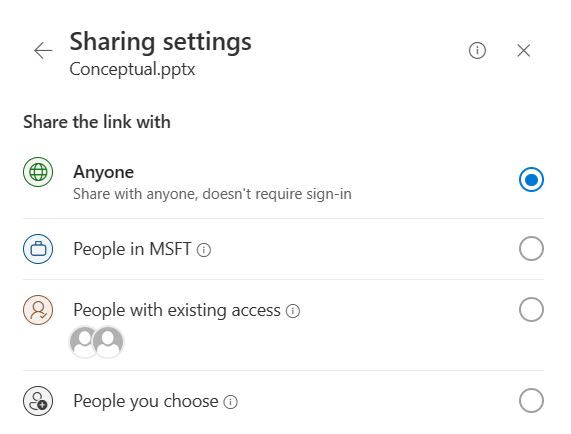 Sharing settings
Conceptual.pptx
Share the link with
Anyone
Share with anyone, doesn't require sign-in
People in MSFT
People with existing access
People you choose